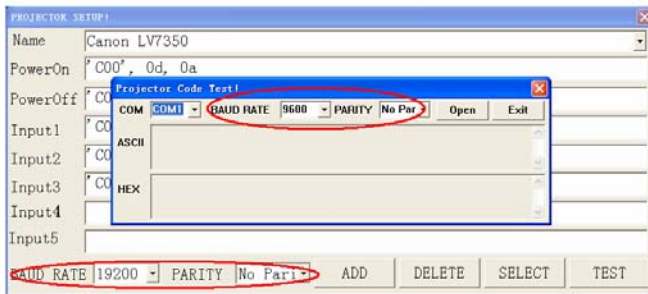 PROJECTOR SETUP!
Name Canon LV7350
PowerOn 'C00', 0d, 0a
Projector Code Test!
PowerOff 'C0
COM COM1 BAUD RATE 9600 PARITY No Par Open Exit
Input1 'C0
ASCII
Input2 'C0
Input3 'C0
HEX
Input4
Input5
BAUD RATE 19200 PARITY No Pari ADD DELETE SELECT TEST